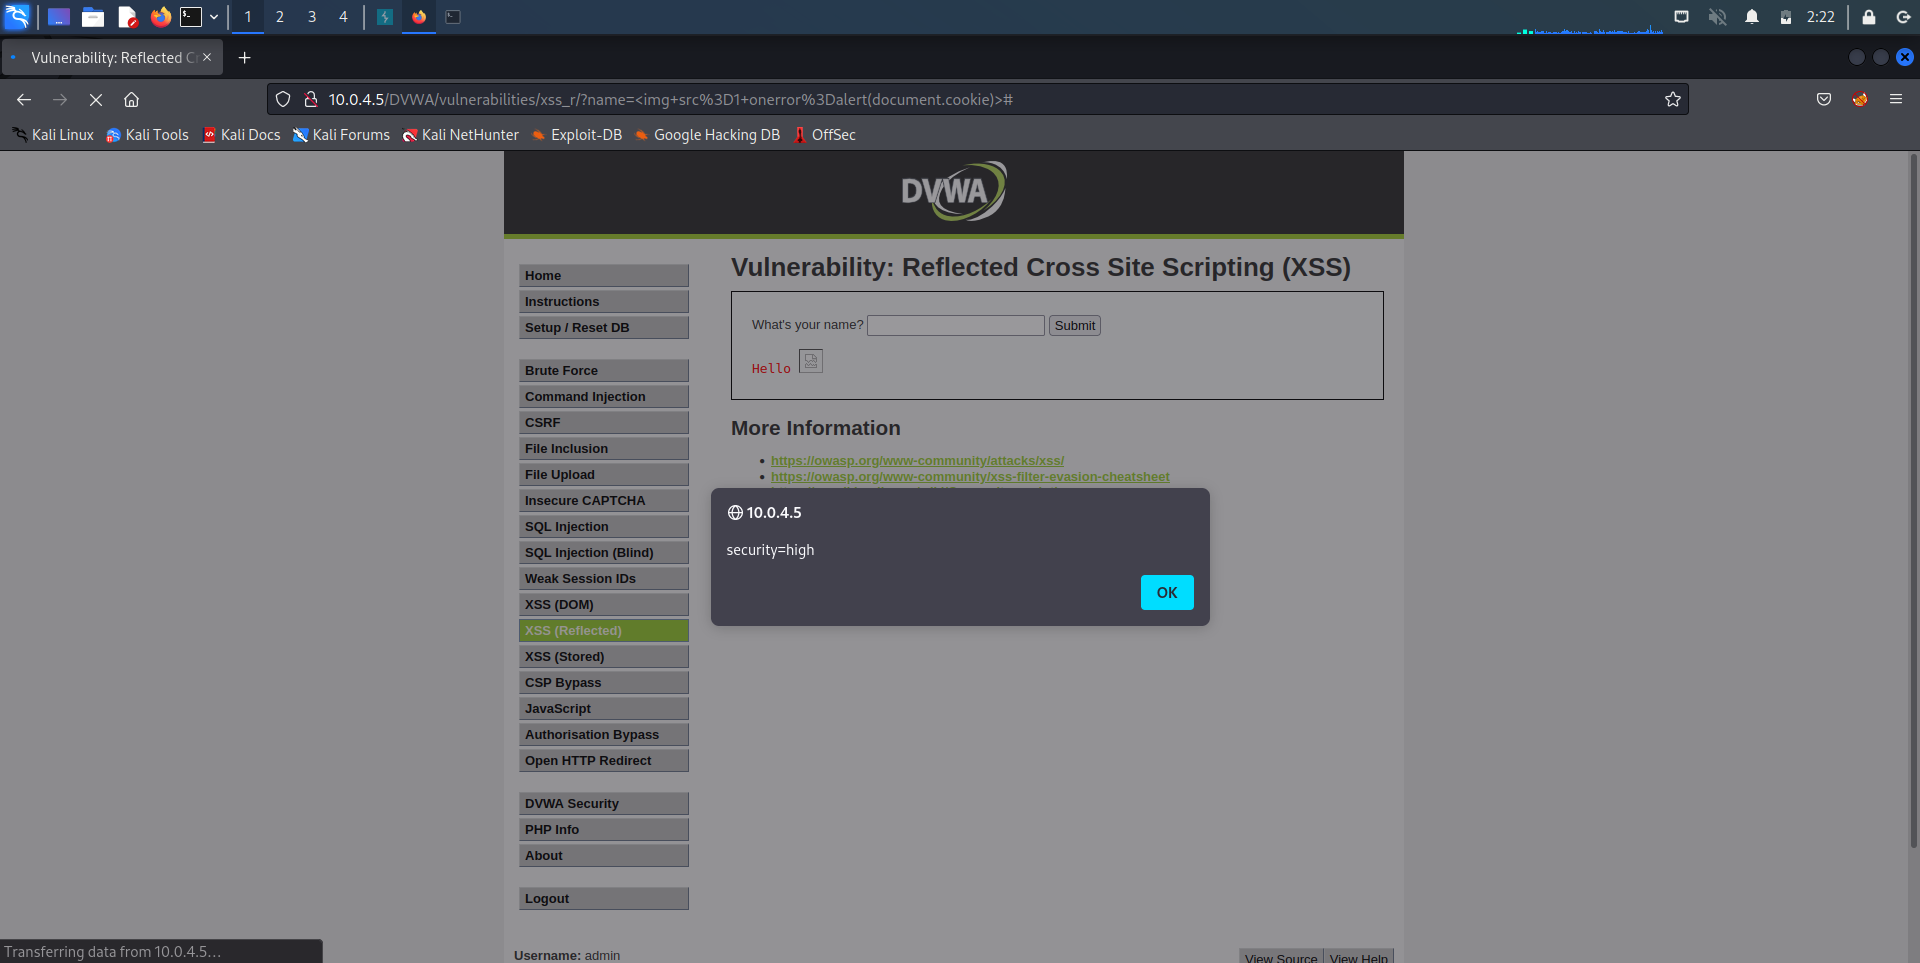 1 2 3 4 2:22
Vulnerability: Reflected C
10.0.4.5/DVWA/vulnerabilities/xss_r/?name=<img+src%3D1+onerror%3Dalert(document.cookie)>#
Kali Linux Kali Tools Kali Docs Kali Forums Kali NetHunter Exploit-DB Google Hacking DB OffSec
DVWA
Home
Instructions
Setup / Reset DB
Brute Force
Command Injection
CSRF
File Inclusion
File Upload
Insecure CAPTCHA
SQL Injection
SQL Injection (Blind)
Weak Session IDs
XSS (DOM)
XSS (Reflected)
XSS (Stored)
CSP Bypass
JavaScript
Authorisation Bypass
Open HTTP Redirect
DVWA Security
PHP Info
About
Logout
Vulnerability: Reflected Cross Site Scripting (XSS)
What's your name? Submit
Hello
More Information
https://owasp.org/www-community/attacks/xss/
https://owasp.org/www-community/xss-filter-evasion-cheatsheet
10.0.4.5
security=high
OK
Username: admin
View Source View Help
Transferring data from 10.0.4.5…